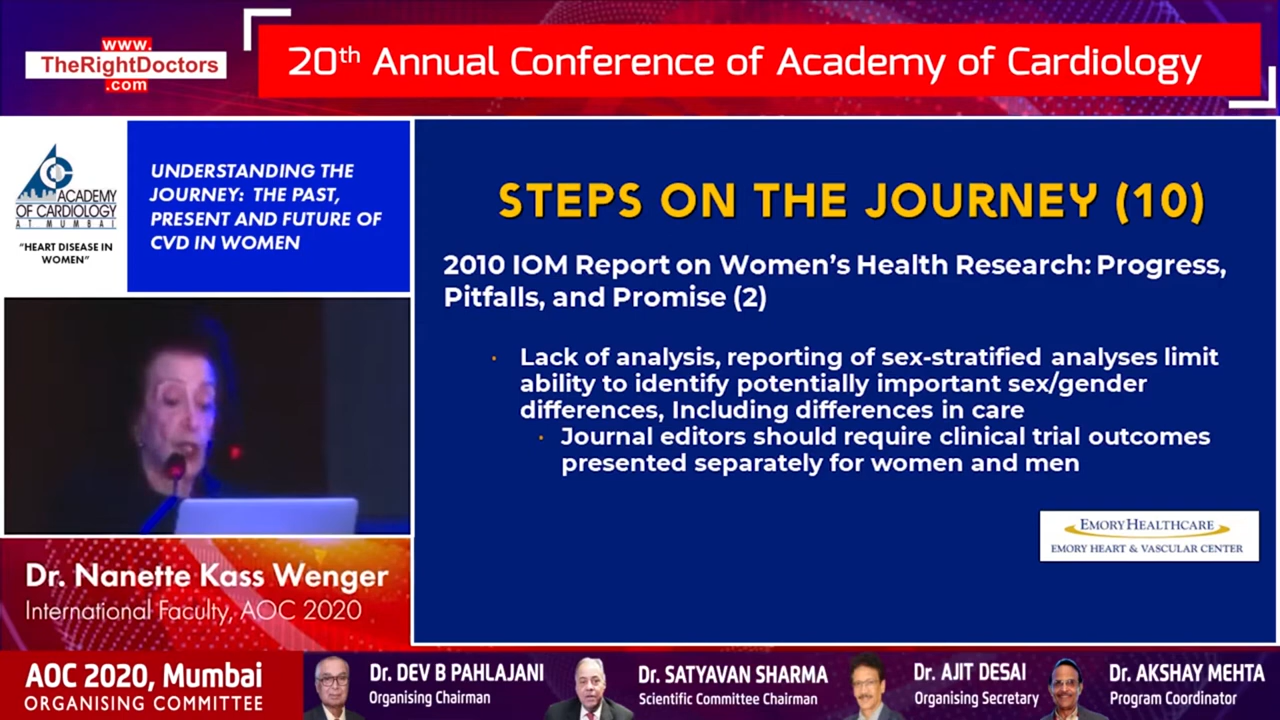 www.
TheRightDoctors
.com
20th Annual Conference of Academy of Cardiology
ACADEMY
OF CARDIOLOGY
AT MUMBAI
“HEART DISEASE IN
WOMEN”
UNDERSTANDING THE
JOURNEY: THE PAST,
PRESENT AND FUTURE OF
CVD IN WOMEN
STEPS ON THE JOURNEY (10)
2010 IOM Report on Women’s Health Research: Progress,
Pitfalls, and Promise (2)
· Lack of analysis, reporting of sex-stratified analyses limit
ability to identify potentially important sex/gender
differences, Including differences in care
· Journal editors should require clinical trial outcomes
presented separately for women and men
EMORY HEALTHCARE
EMORY HEART & VASCULAR CENTER
Dr. Nanette Kass Wenger
International Faculty, AOC 2020
AOC 2020, Mumbai
ORGANISING COMMITTEE
Dr. DEV B PAHLAJANI
Organising Chairman
Dr. SATYAVAN SHARMA
Scientific Committee Chairman
Dr. AJIT DESAI
Organising Secretary
Dr. AKSHAY MEHTA
Program Coordinator